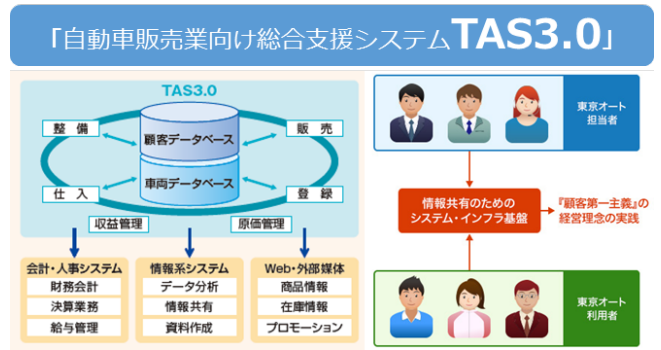 「自動車販売業向け総合支援システムTAS3.0」
TAS3.0
整備
顧客データベース
販売
仕入
車両データベース
登録
収益管理
原価管理
会計・人事システム
財務会計
決算業務
給与管理
情報系システム
データ分析
情報共有
資料作成
Web・外部媒体
商品情報
在庫情報
プロモーション
東京オート
担当者
情報共有のための
システム・インフラ基盤
『顧客第一主義』の
経営理念の実践
東京オート
利用者